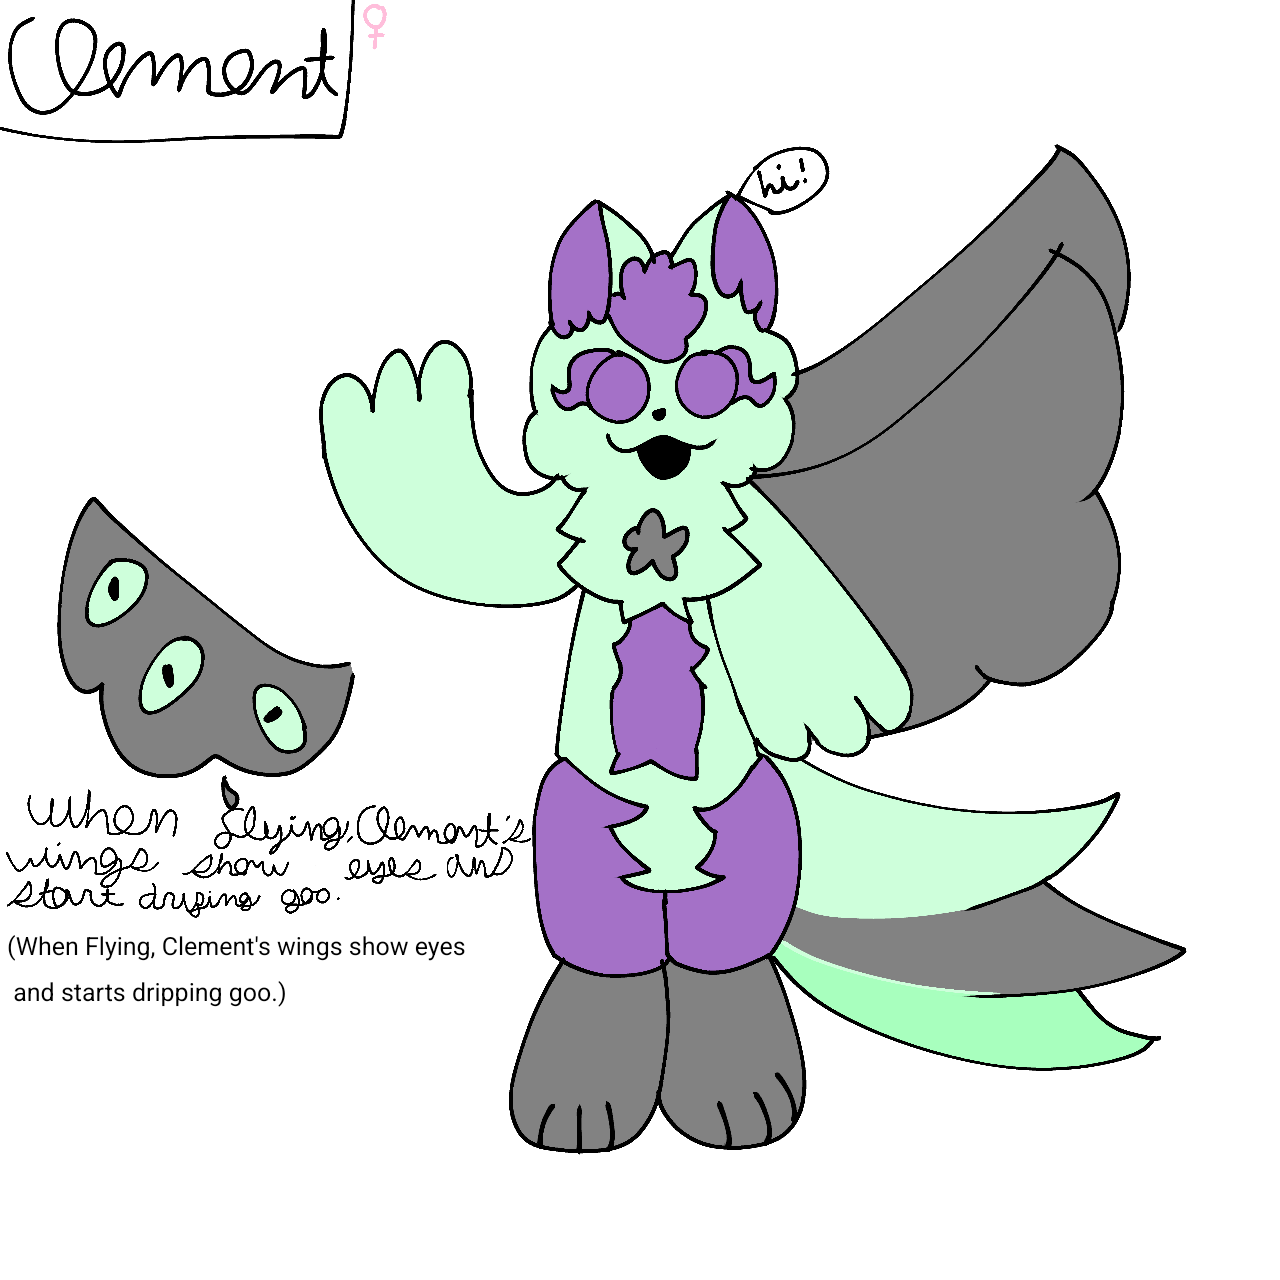 Clement
♀
hi!
When flying, Clement's
wings show eyes and
start dripping goo.
(When Flying, Clement's wings show eyes
and starts dripping goo.)